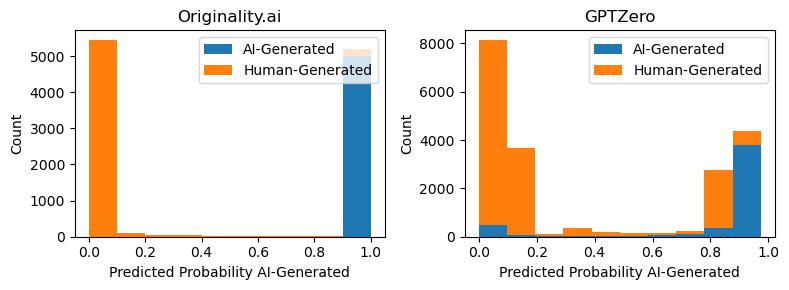 Originality.ai
AI-Generated
Human-Generated
5000
4000
3000
2000
1000
0
Count
0.0 0.2 0.4 0.6 0.8 1.0
Predicted Probability AI-Generated
GPTZero
AI-Generated
Human-Generated
8000
6000
4000
2000
0
Count
0.0 0.2 0.4 0.6 0.8 1.0
Predicted Probability AI-Generated